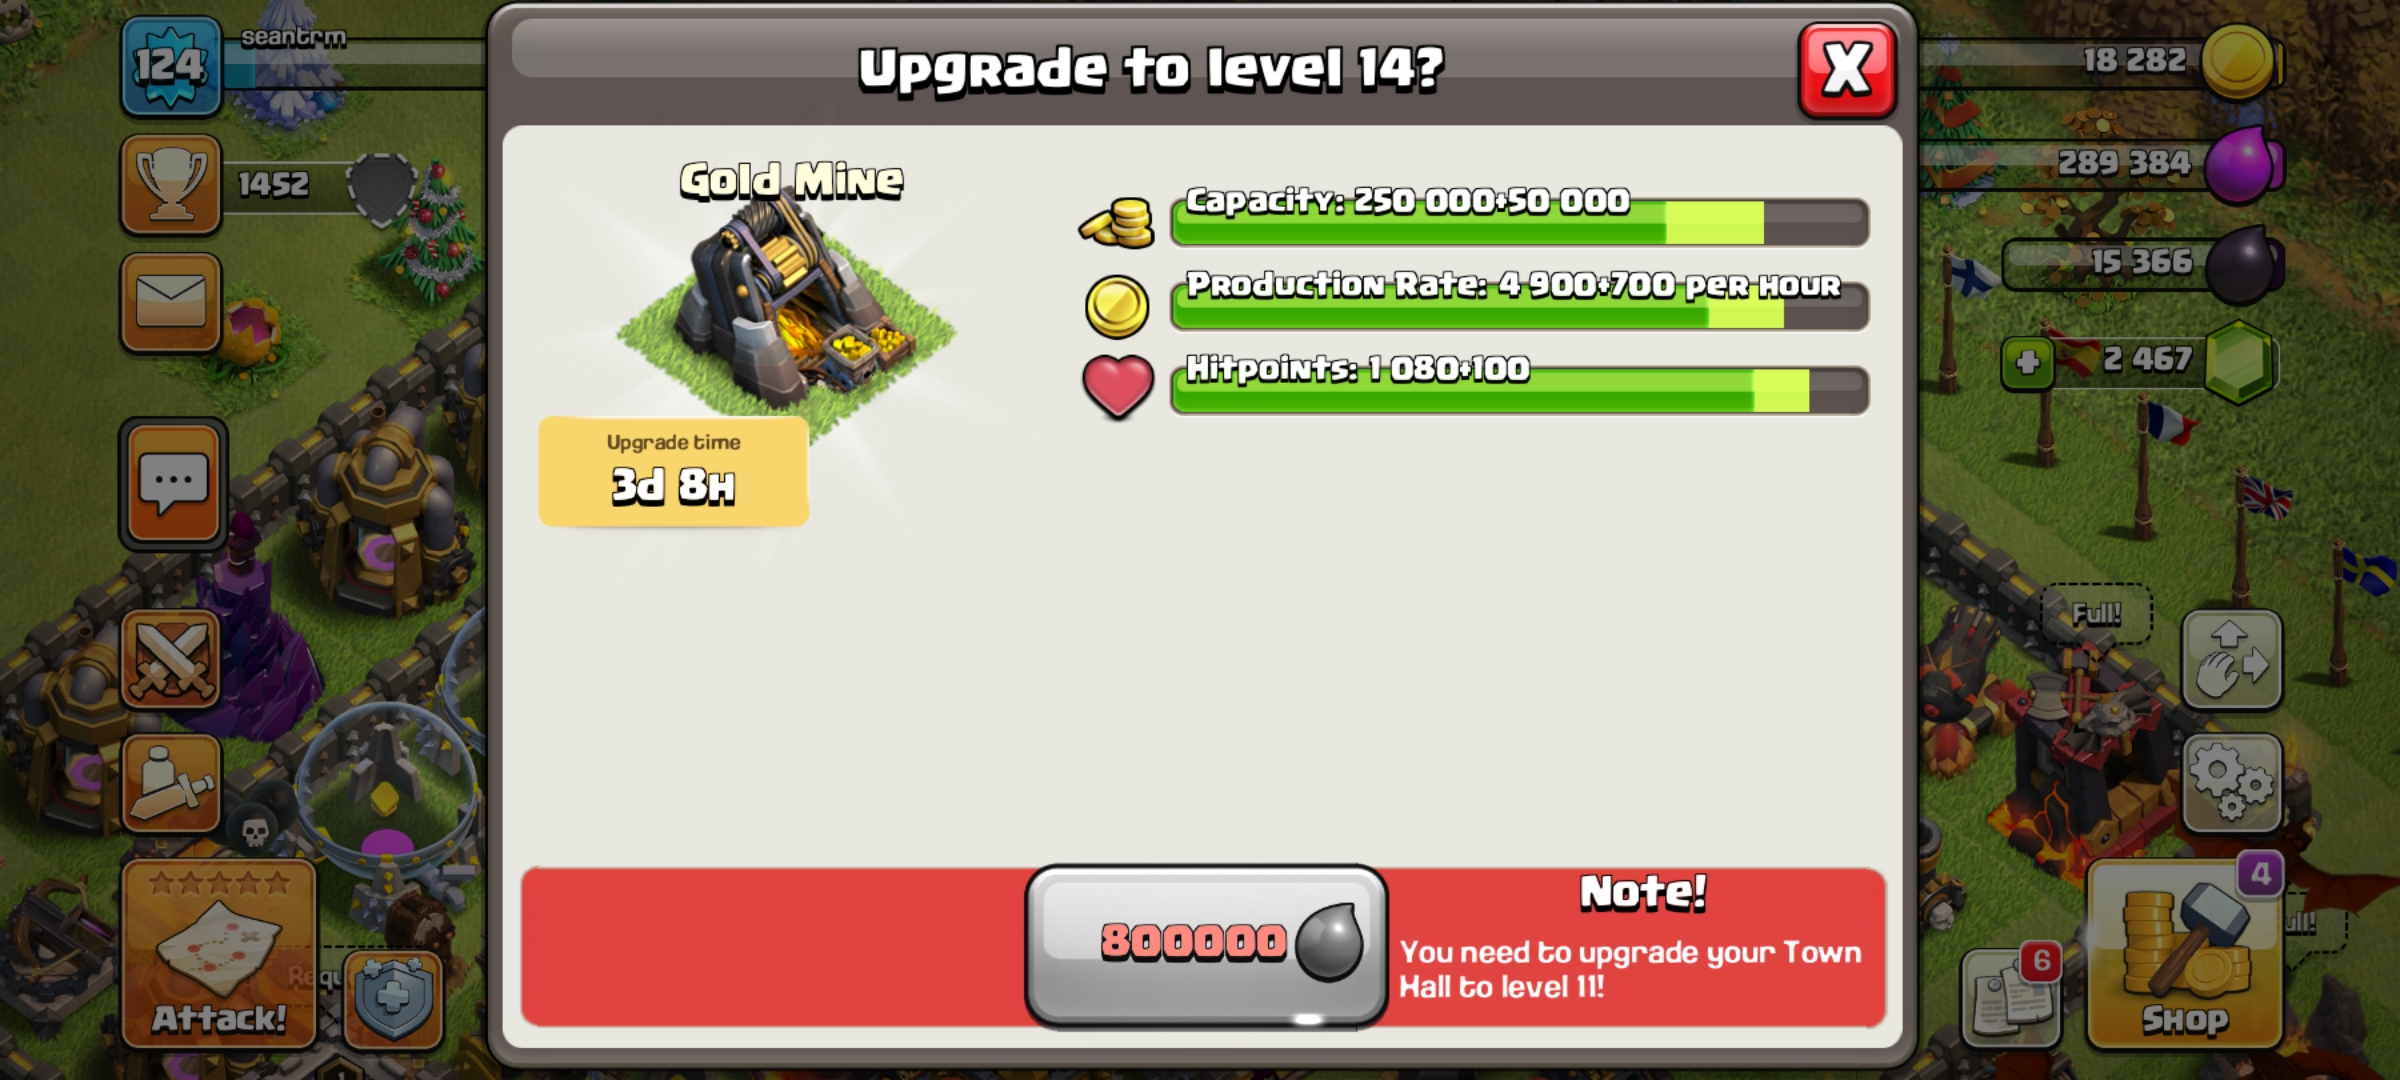 124
seantrm
1452
Upgrade to level 14?
X
18 282
289 384
15 366
2 467
Gold Mine
Capacity: 250 000+50 000
Production Rate: 4 900+700 per hour
Hitpoints: 1 080+100
Upgrade time
3d 8H
Full!
4
800000
Note!
You need to upgrade your Town
Hall to level 11!
Attack!
6
Shop